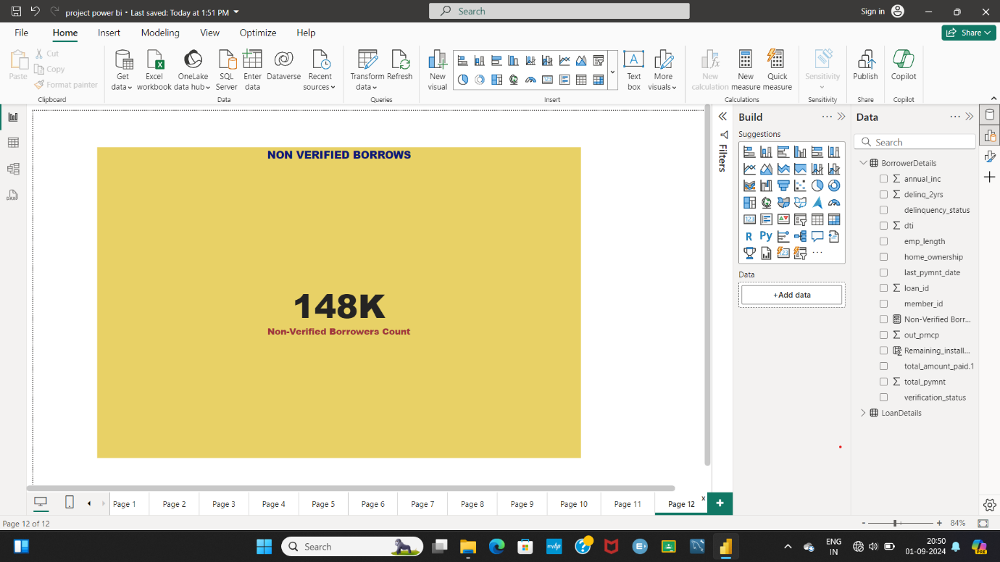 project power bi • Last saved: Today at 1:51 PM
Search
Sign in
File Home Insert Modeling View Optimize Help
Share
Paste
Cut
Copy
Format painter
Clipboard
Get data
Excel workbook
OneLake data hub
SQL Server
Enter data
Dataverse
Recent sources
Data
Transform data
Refresh
Queries
New visual
Text box
More visuals
Insert
New calculation
New measure
Quick measure
Calculations
Sensitivity
Sensitivity
Publish
Share
Copilot
Copilot
NON VERIFIED BORROWS
148K
Non-Verified Borrowers Count
Filters
Build
Suggestions
123
R Py
123
Data
+Add data
Data
Search
BorrowerDetails
annual_inc
delinq_2yrs
delinquency_status
dti
emp_length
home_ownership
last_pymnt_date
loan_id
member_id
Non-Verified Borr...
out_prncp
Remaining_install...
total_amount_paid.1
total_pymnt
verification_status
LoanDetails
Page 1 Page 2 Page 3 Page 4 Page 5 Page 6 Page 7 Page 8 Page 9 Page 10 Page 11 Page 12 x +
Page 12 of 12
- + 84%
Search
ENG
IN
20:50
01-09-2024
PRE